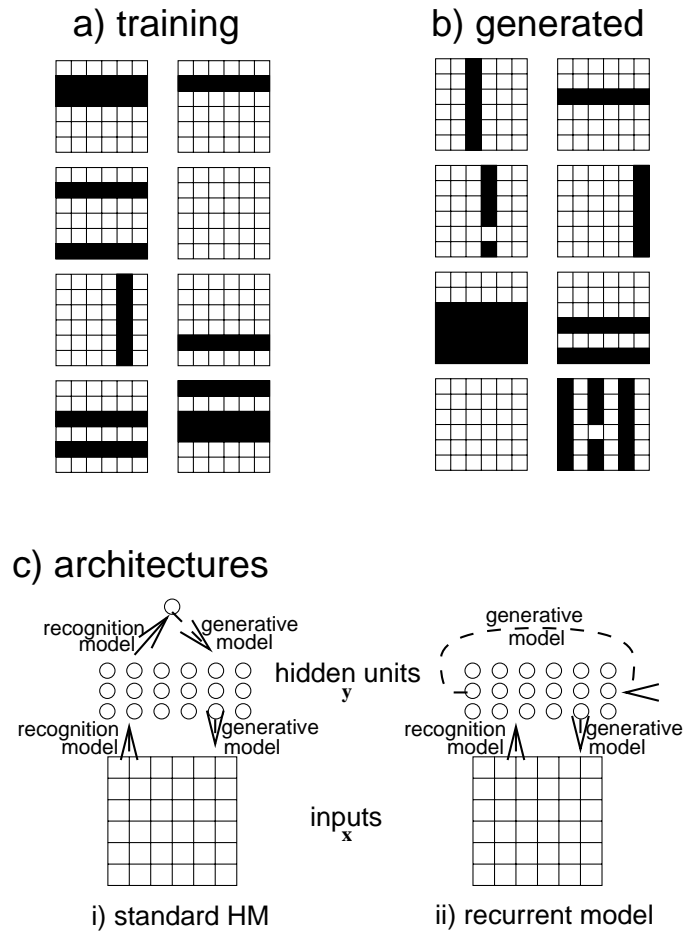 a) training
b) generated
c) architectures
recognition
model
generative
model
hidden units
y
recognition
model
generative
model
inputs
x
i) standard HM
generative
model
recognition
model
generative
model
ii) recurrent model